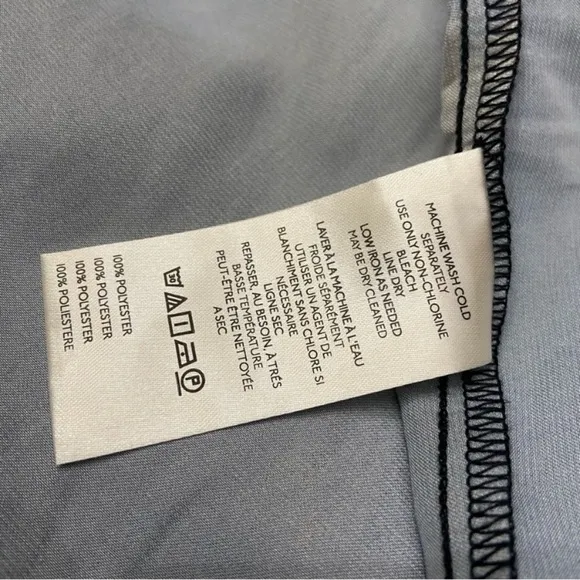 MACHINE WASH COLD
SEPARATELY
USE ONLY NON-CHLORINE
BLEACH
LINE DRY
LOW IRON AS NEEDED
MAY BE DRY CLEANED
LAVER À LA MACHINE À L'EAU
FROIDE SÉPARÉMENT
UTILISER UN AGENT DE
BLANCHIMENT SANS CHLORE SI
NÉCESSAIRE
LIGNE SEC
REPASSER, AU BESOIN, À TRÉS
BASSE TEMPÉRATURE
PEUT-ÊTRE ÊTRE NETTOYÉE
A SEC
P
100% POLYESTER
100% POLYESTER
100% POLYESTER
100% POLIESTERE